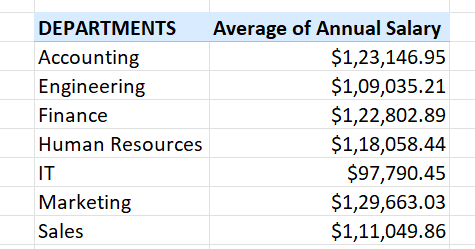 DEPARTMENTS Average of Annual Salary
Accounting $1,23,146.95
Engineering $1,09,035.21
Finance $1,22,802.89
Human Resources $1,18,058.44
IT $97,790.45
Marketing $1,29,663.03
Sales $1,11,049.86